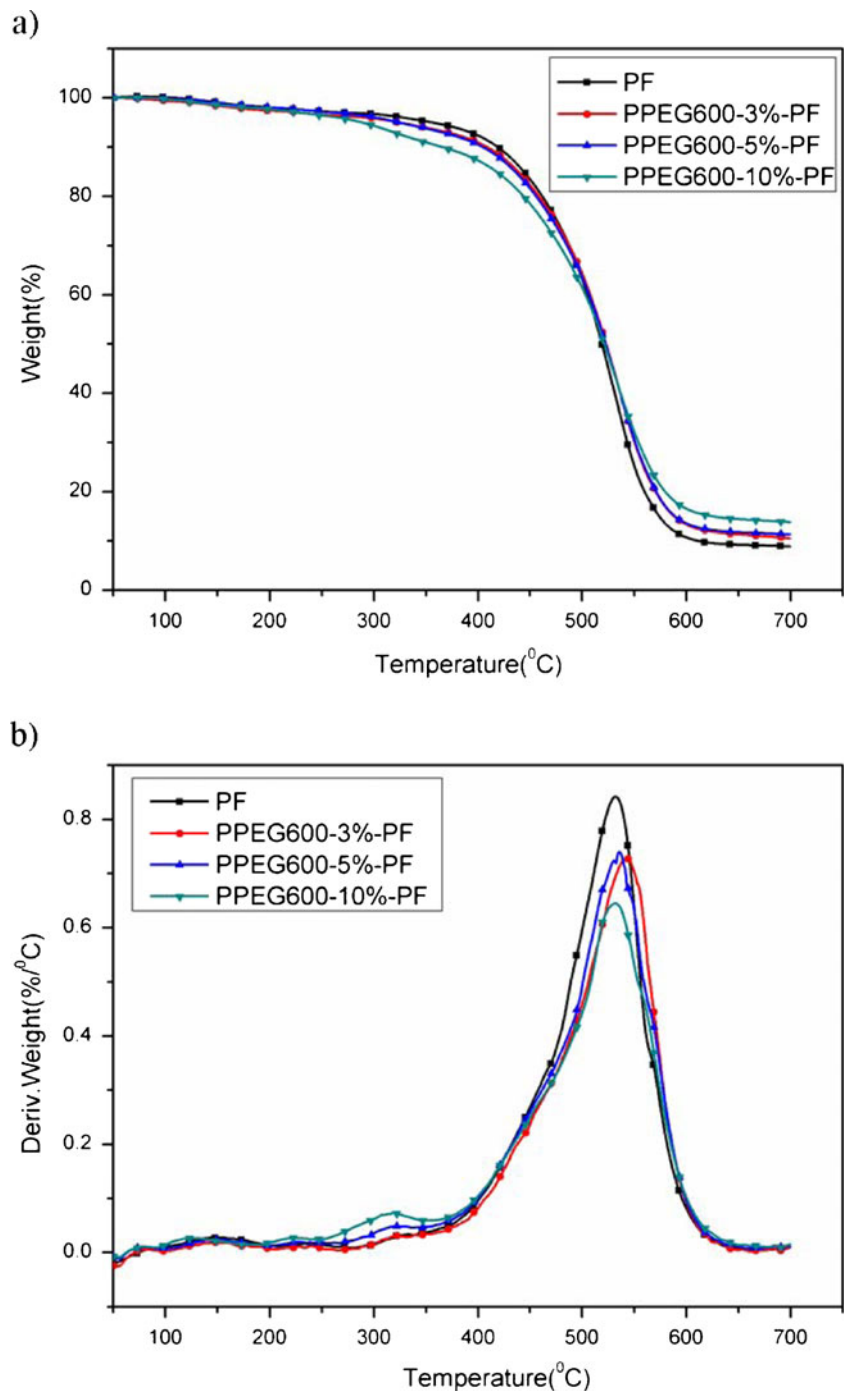 a)
PF
PPEG600-3%-PF
PPEG600-5%-PF
PPEG600-10%-PF
100
80
60
40
20
0
Weight(%)
100 200 300 400 500 600 700
Temperature(⁰C)
b)
PF
PPEG600-3%-PF
PPEG600-5%-PF
PPEG600-10%-PF
0.8
0.6
0.4
0.2
0.0
Deriv.Weight(%/⁰C)
100 200 300 400 500 600 700
Temperature(⁰C)